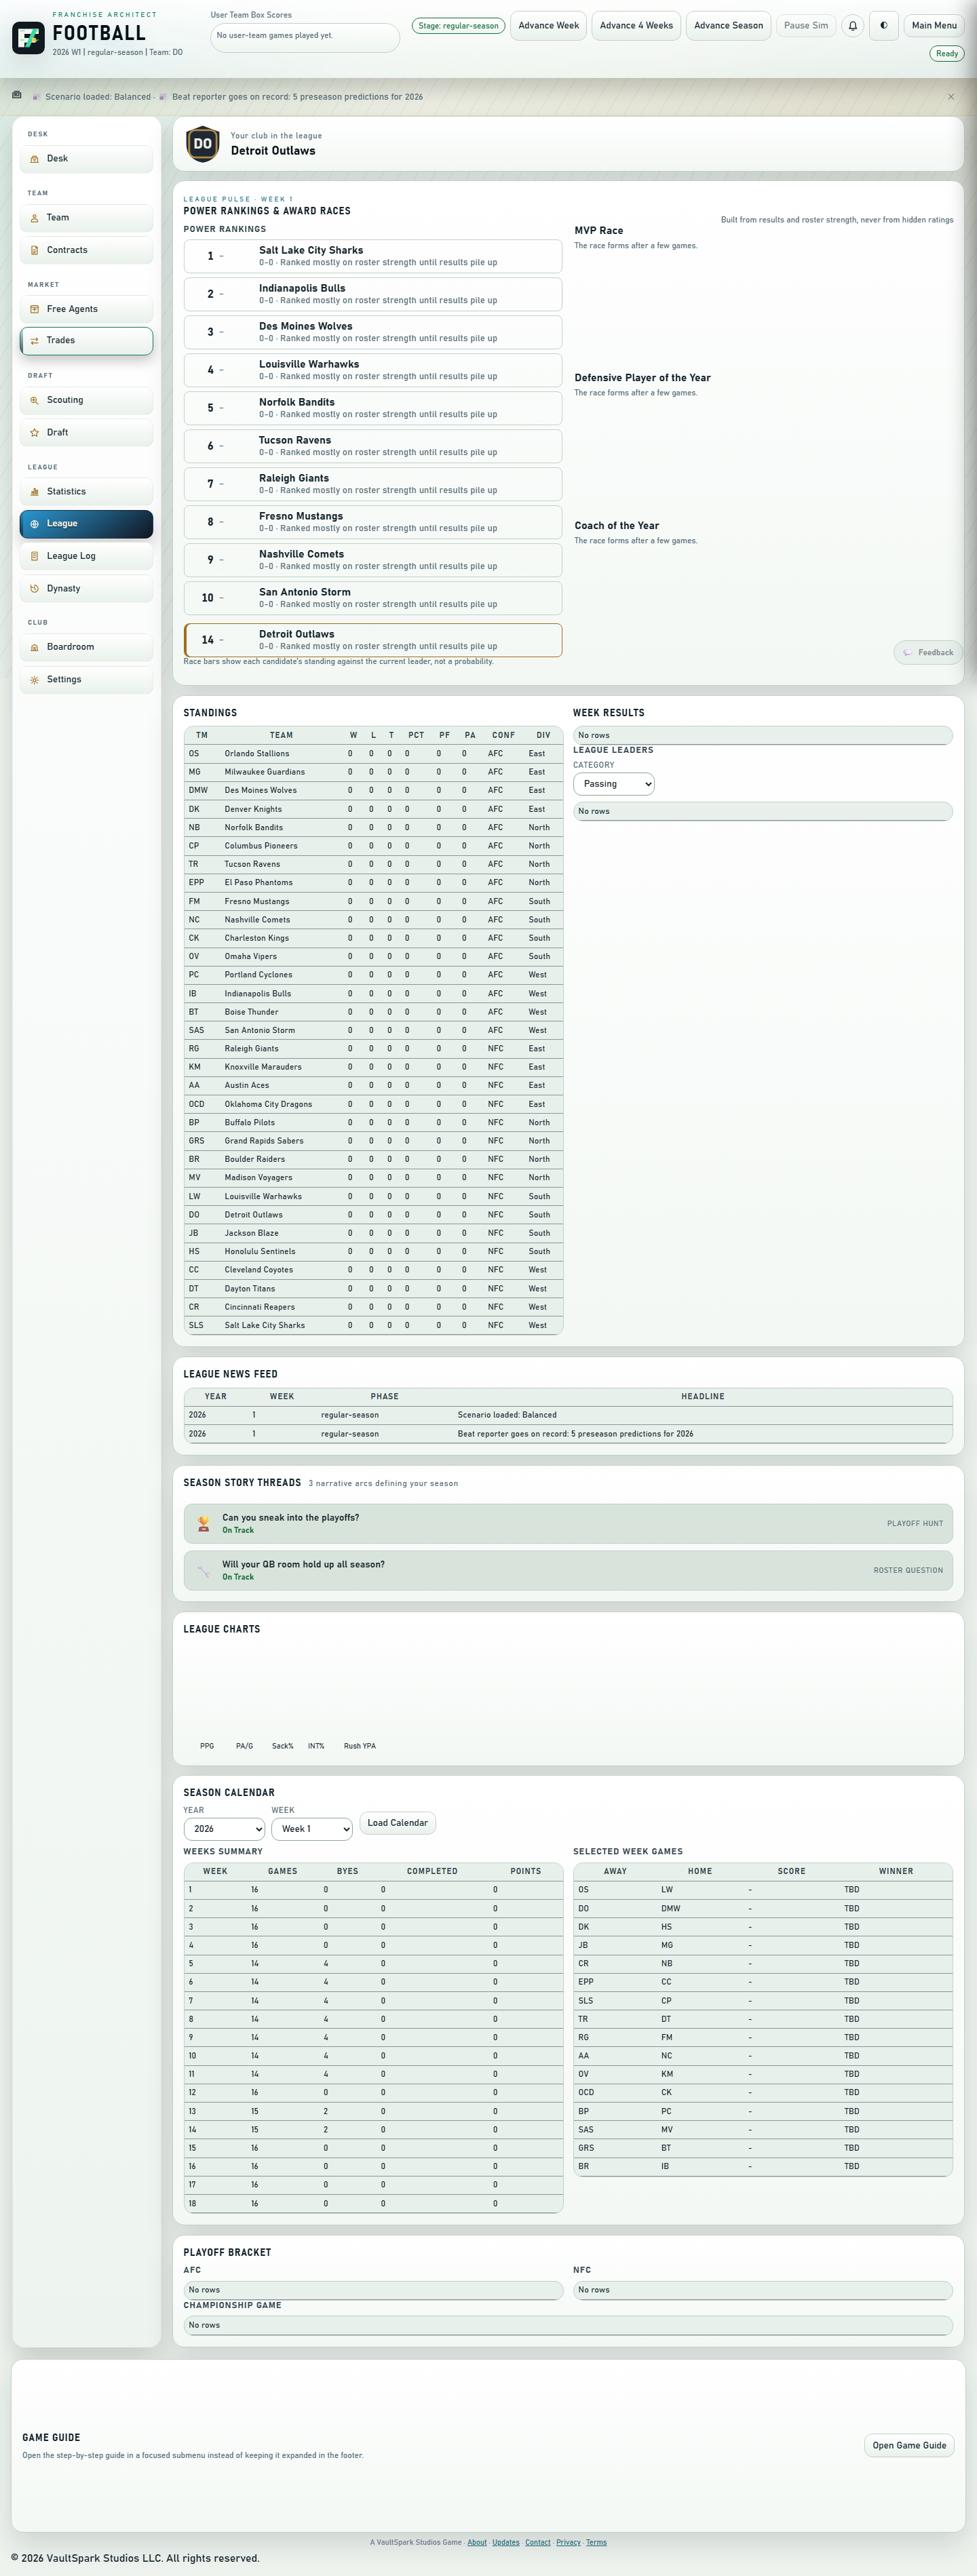 FRANCHISE ARCHITECT
FOOTBALL
2026 W1 | regular-season | Team: DO
User Team Box Scores
No user-team games played yet.
Stage: regular-season
Advance Week
Advance 4 Weeks
Advance Season
Pause Sim
Main Menu
Ready
Scenario loaded: Balanced · Beat reporter goes on record: 5 preseason predictions for 2026
DESK
Desk
TEAM
Team
Contracts
MARKET
Free Agents
Trades
DRAFT
Scouting
Draft
LEAGUE
Statistics
League
League Log
Dynasty
CLUB
Boardroom
Settings
DO
Your club in the league
Detroit Outlaws
LEAGUE PULSE · WEEK 1
POWER RANKINGS & AWARD RACES
Built from results and roster strength, never from hidden ratings
POWER RANKINGS
1 – Salt Lake City Sharks
0-0 · Ranked mostly on roster strength until results pile up
2 – Indianapolis Bulls
0-0 · Ranked mostly on roster strength until results pile up
3 – Des Moines Wolves
0-0 · Ranked mostly on roster strength until results pile up
4 – Louisville Warhawks
0-0 · Ranked mostly on roster strength until results pile up
5 – Norfolk Bandits
0-0 · Ranked mostly on roster strength until results pile up
6 – Tucson Ravens
0-0 · Ranked mostly on roster strength until results pile up
7 – Raleigh Giants
0-0 · Ranked mostly on roster strength until results pile up
8 – Fresno Mustangs
0-0 · Ranked mostly on roster strength until results pile up
9 – Nashville Comets
0-0 · Ranked mostly on roster strength until results pile up
10 – San Antonio Storm
0-0 · Ranked mostly on roster strength until results pile up
14 – Detroit Outlaws
0-0 · Ranked mostly on roster strength until results pile up
Race bars show each candidate's standing against the current leader, not a probability.
MVP Race
The race forms after a few games.
Defensive Player of the Year
The race forms after a few games.
Coach of the Year
The race forms after a few games.
Feedback
STANDINGS
TM TEAM W L T PCT PF PA CONF DIV
OS Orlando Stallions 0 0 0 0 0 0 AFC East
MG Milwaukee Guardians 0 0 0 0 0 0 AFC East
DMW Des Moines Wolves 0 0 0 0 0 0 AFC East
DK Denver Knights 0 0 0 0 0 0 AFC East
NB Norfolk Bandits 0 0 0 0 0 0 AFC North
CP Columbus Pioneers 0 0 0 0 0 0 AFC North
TR Tucson Ravens 0 0 0 0 0 0 AFC North
EPP El Paso Phantoms 0 0 0 0 0 0 AFC North
FM Fresno Mustangs 0 0 0 0 0 0 AFC South
NC Nashville Comets 0 0 0 0 0 0 AFC South
CK Charleston Kings 0 0 0 0 0 0 AFC South
OV Omaha Vipers 0 0 0 0 0 0 AFC South
PC Portland Cyclones 0 0 0 0 0 0 AFC West
IB Indianapolis Bulls 0 0 0 0 0 0 AFC West
BT Boise Thunder 0 0 0 0 0 0 AFC West
SAS San Antonio Storm 0 0 0 0 0 0 AFC West
RG Raleigh Giants 0 0 0 0 0 0 NFC East
KM Knoxville Marauders 0 0 0 0 0 0 NFC East
AA Austin Aces 0 0 0 0 0 0 NFC East
OCD Oklahoma City Dragons 0 0 0 0 0 0 NFC East
BP Buffalo Pilots 0 0 0 0 0 0 NFC North
GRS Grand Rapids Sabers 0 0 0 0 0 0 NFC North
BR Boulder Raiders 0 0 0 0 0 0 NFC North
MV Madison Voyagers 0 0 0 0 0 0 NFC North
LW Louisville Warhawks 0 0 0 0 0 0 NFC South
DO Detroit Outlaws 0 0 0 0 0 0 NFC South
JB Jackson Blaze 0 0 0 0 0 0 NFC South
HS Honolulu Sentinels 0 0 0 0 0 0 NFC South
CC Cleveland Coyotes 0 0 0 0 0 0 NFC West
DT Dayton Titans 0 0 0 0 0 0 NFC West
CR Cincinnati Reapers 0 0 0 0 0 0 NFC West
SLS Salt Lake City Sharks 0 0 0 0 0 0 NFC West
WEEK RESULTS
No rows
LEAGUE LEADERS
CATEGORY
Passing
No rows
LEAGUE NEWS FEED
YEAR WEEK PHASE HEADLINE
2026 1 regular-season Scenario loaded: Balanced
2026 1 regular-season Beat reporter goes on record: 5 preseason predictions for 2026
SEASON STORY THREADS 3 narrative arcs defining your season
Can you sneak into the playoffs?
On Track
PLAYOFF HUNT
Will your QB room hold up all season?
On Track
ROSTER QUESTION
LEAGUE CHARTS
PPG PA/G Sack% INT% Rush YPA
SEASON CALENDAR
YEAR WEEK
2026 Week 1 Load Calendar
WEEKS SUMMARY
WEEK GAMES BYES COMPLETED POINTS
1 16 0 0 0
2 16 0 0 0
3 16 0 0 0
4 16 0 0 0
5 14 4 0 0
6 14 4 0 0
7 14 4 0 0
8 14 4 0 0
9 14 4 0 0
10 14 4 0 0
11 14 4 0 0
12 16 0 0 0
13 15 2 0 0
14 15 2 0 0
15 16 0 0 0
16 16 0 0 0
17 16 0 0 0
18 16 0 0 0
SELECTED WEEK GAMES
AWAY HOME SCORE WINNER
OS LW - TBD
DO DMW - TBD
DK HS - TBD
JB MG - TBD
CR NB - TBD
EPP CC - TBD
SLS CP - TBD
TR DT - TBD
RG FM - TBD
AA NC - TBD
OV KM - TBD
OCD CK - TBD
BP PC - TBD
SAS MV - TBD
GRS BT - TBD
BR IB - TBD
PLAYOFF BRACKET
AFC
No rows
NFC
No rows
CHAMPIONSHIP GAME
No rows
GAME GUIDE
Open the step-by-step guide in a focused submenu instead of keeping it expanded in the footer.
Open Game Guide
A VaultSpark Studios Game · About · Updates · Contact · Privacy · Terms
© 2026 VaultSpark Studios LLC. All rights reserved.